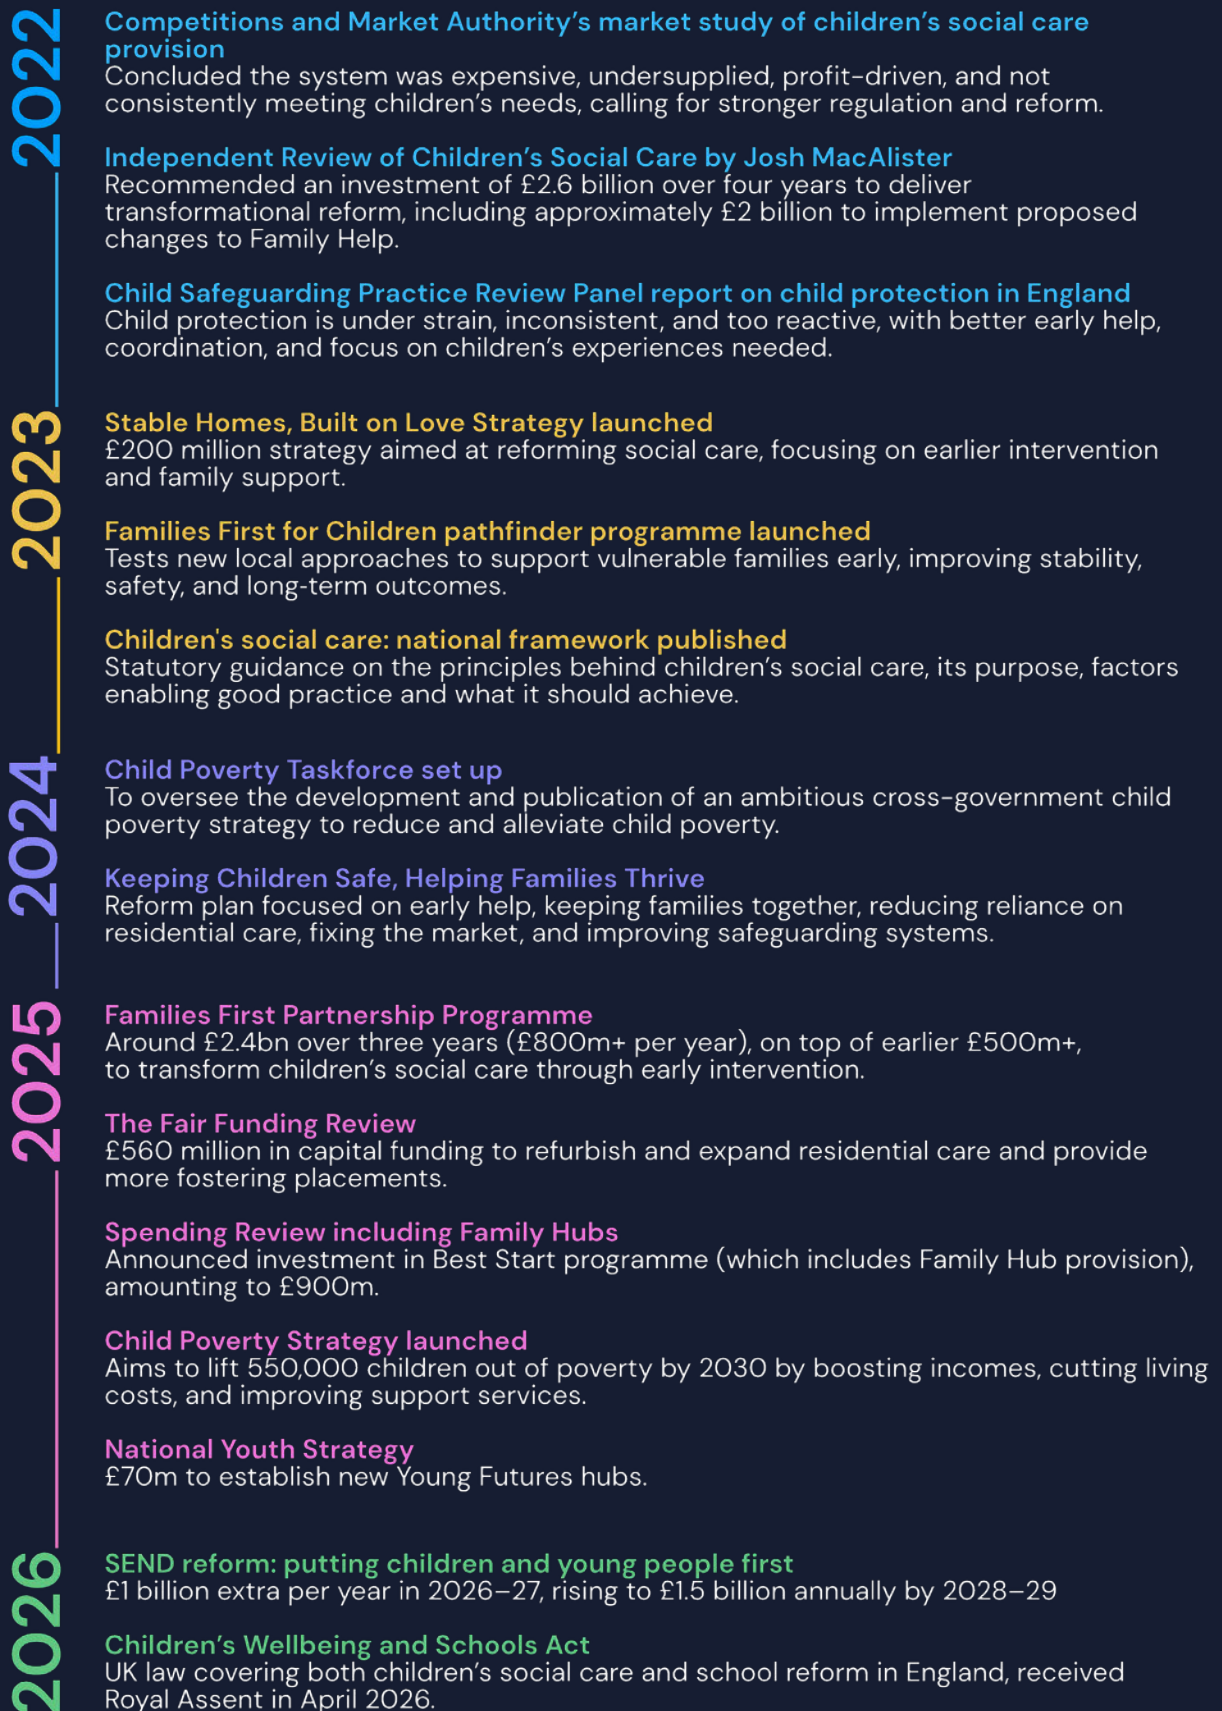 2022
Competitions and Market Authority’s market study of children’s social care
provision
Concluded the system was expensive, undersupplied, profit-driven, and not
consistently meeting children’s needs, calling for stronger regulation and reform.
Independent Review of Children’s Social Care by Josh MacAlister
Recommended an investment of £2.6 billion over four years to deliver
transformational reform, including approximately £2 billion to implement proposed
changes to Family Help.
Child Safeguarding Practice Review Panel report on child protection in England
Child protection is under strain, inconsistent, and too reactive, with better early help,
coordination, and focus on children’s experiences needed.
2023
Stable Homes, Built on Love Strategy launched
£200 million strategy aimed at reforming social care, focusing on earlier intervention
and family support.
Families First for Children pathfinder programme launched
Tests new local approaches to support vulnerable families early, improving stability,
safety, and long-term outcomes.
Children's social care: national framework published
Statutory guidance on the principles behind children’s social care, its purpose, factors
enabling good practice and what it should achieve.
2024
Child Poverty Taskforce set up
To oversee the development and publication of an ambitious cross-government child
poverty strategy to reduce and alleviate child poverty.
Keeping Children Safe, Helping Families Thrive
Reform plan focused on early help, keeping families together, reducing reliance on
residential care, fixing the market, and improving safeguarding systems.
2025
Families First Partnership Programme
Around £2.4bn over three years (£800m+ per year), on top of earlier £500m+,
to transform children’s social care through early intervention.
The Fair Funding Review
£560 million in capital funding to refurbish and expand residential care and provide
more fostering placements.
Spending Review including Family Hubs
Announced investment in Best Start programme (which includes Family Hub provision),
amounting to £900m.
Child Poverty Strategy launched
Aims to lift 550,000 children out of poverty by 2030 by boosting incomes, cutting living
costs, and improving support services.
National Youth Strategy
£70m to establish new Young Futures hubs.
2026
SEND reform: putting children and young people first
£1 billion extra per year in 2026–27, rising to £1.5 billion annually by 2028–29
Children’s Wellbeing and Schools Act
UK law covering both children’s social care and school reform in England, received
Royal Assent in April 2026.